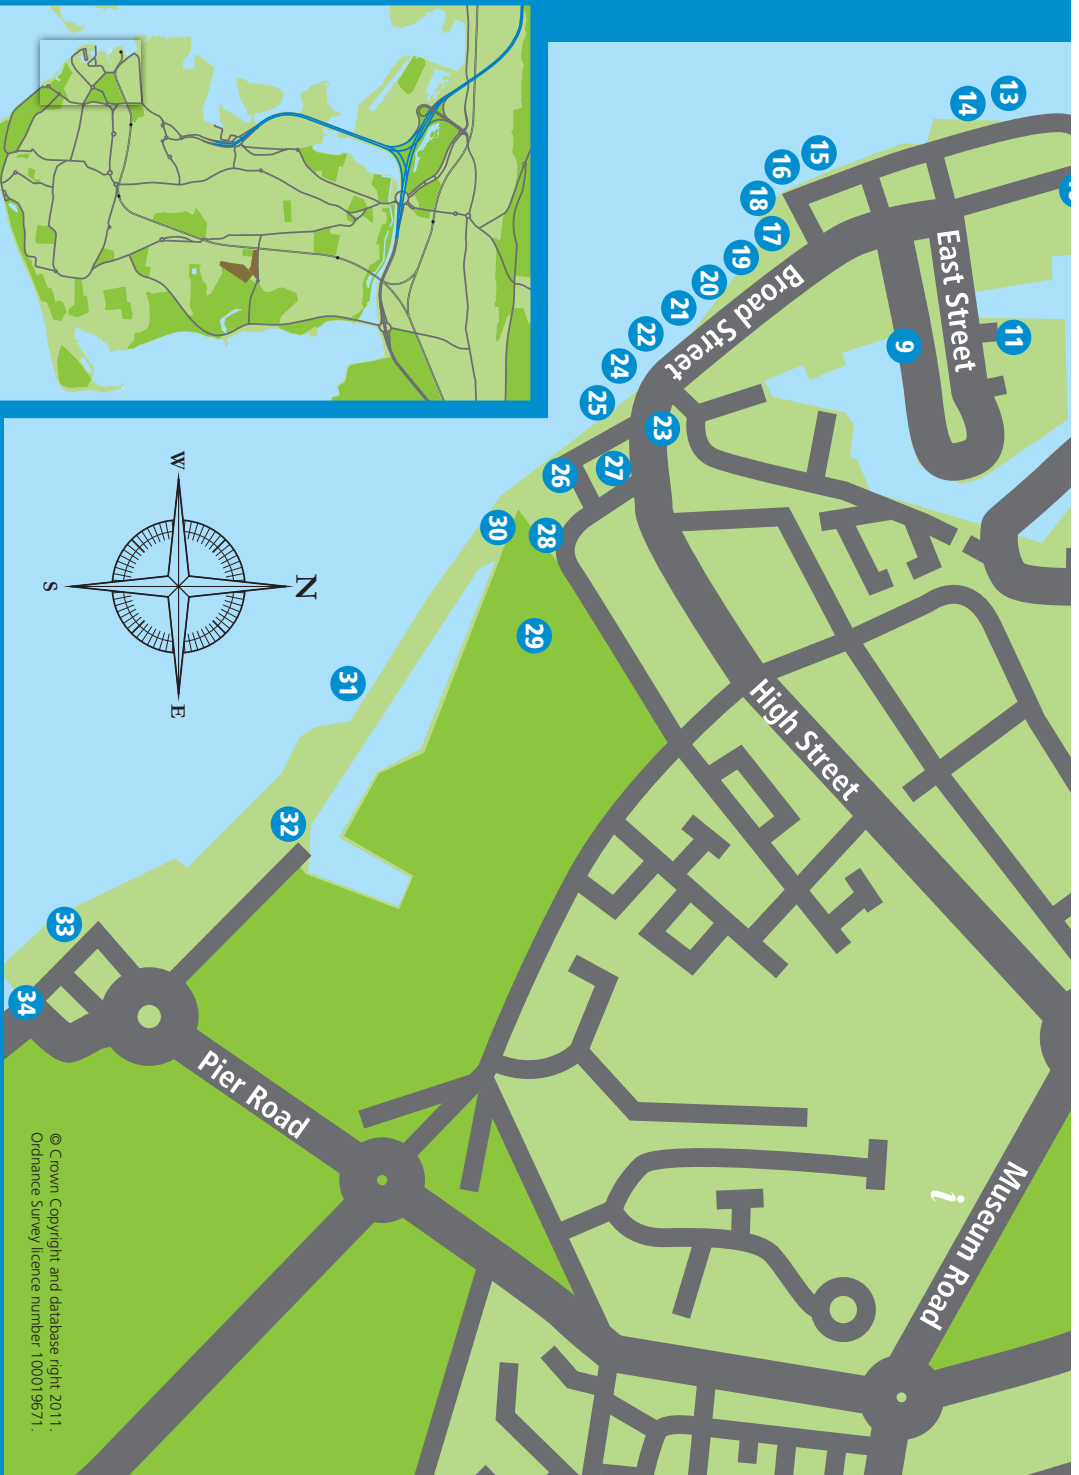 13
14
15
16
18
17
19
20
21
22
24
25
23
27
26
28
30
29
31
32
33
34
9
11
East Street
Broad Street
High Street
Museum Road
i
Pier Road
N
E
S
W
© Crown Copyright and database right 2011.
Ordnance Survey licence number 100019671.